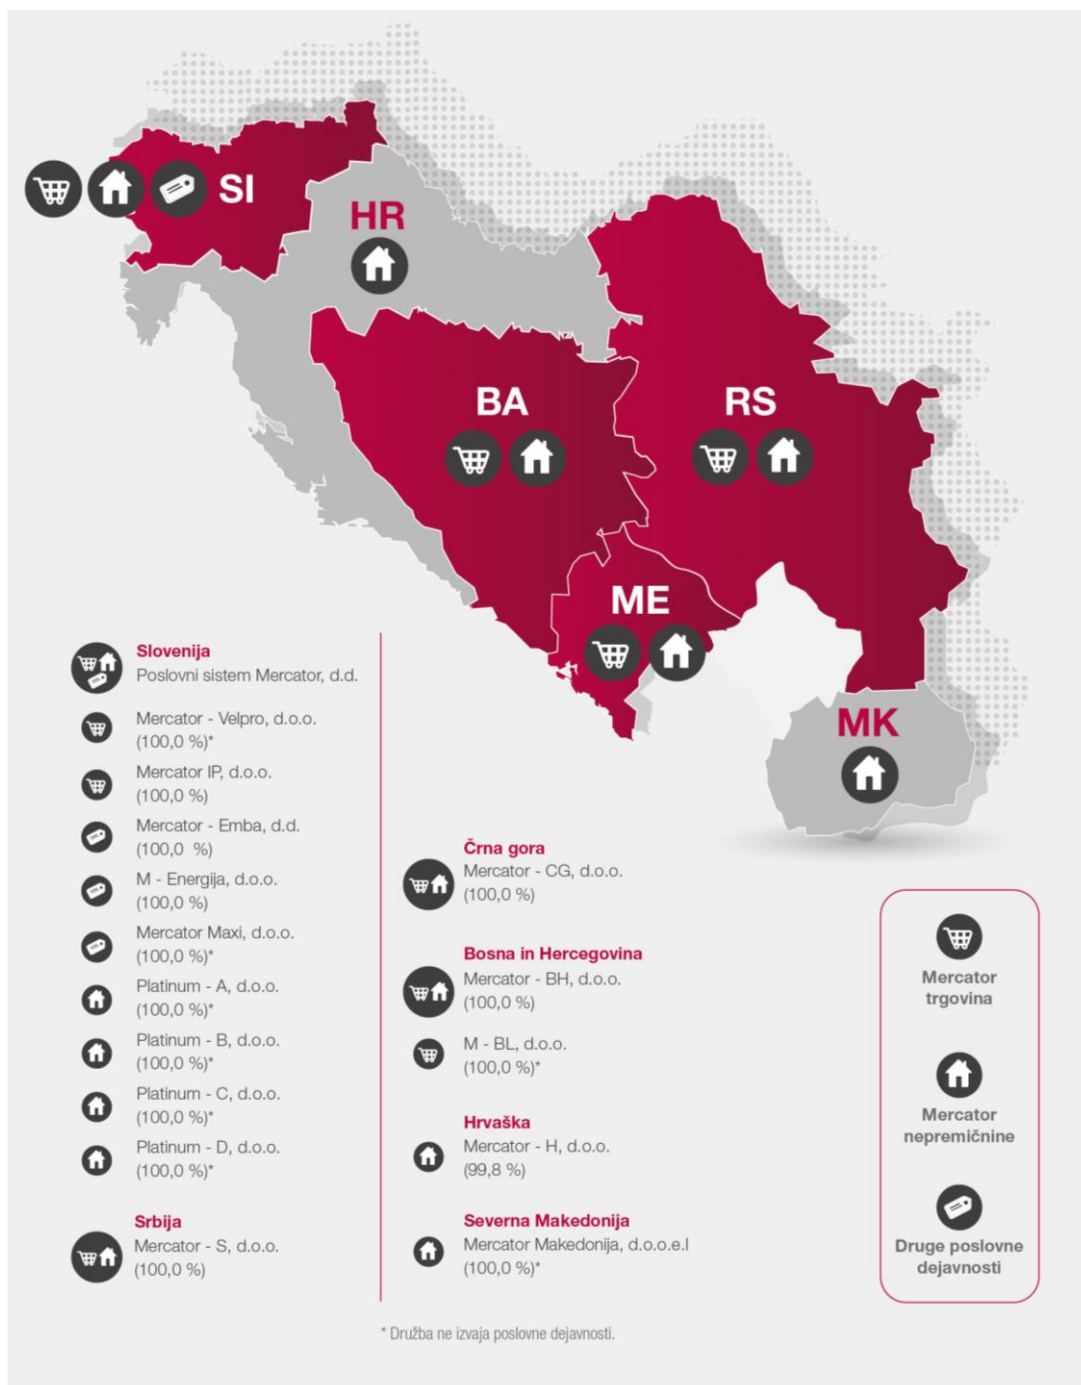 SI
HR
BA
RS
ME
MK
Slovenija
Poslovni sistem Mercator, d.d.
Mercator - Velpro, d.o.o.
(100,0 %)*
Mercator IP, d.o.o.
(100,0 %)
Mercator - Emba, d.d.
(100,0  %)
M - Energija, d.o.o.
(100,0 %)
Mercator Maxi, d.o.o.
(100,0 %)*
Platinum - A, d.o.o.
(100,0 %)*
Platinum - B, d.o.o.
(100,0 %)*
Platinum - C, d.o.o.
(100,0 %)*
Platinum - D, d.o.o.
(100,0 %)*
Srbija
Mercator - S, d.o.o.
(100,0 %)
Črna gora
Mercator - CG, d.o.o.
(100,0 %)
Bosna in Hercegovina
Mercator - BH, d.o.o.
(100,0 %)
M - BL, d.o.o.
(100,0 %)*
Hrvaška
Mercator - H, d.o.o.
(99,8 %)
Severna Makedonija
Mercator Makedonija, d.o.o.e.l
(100,0 %)*
Mercator
trgovina
Mercator
nepremičnine
Druge poslovne
dejavnosti
* Družba ne izvaja poslovne dejavnosti.